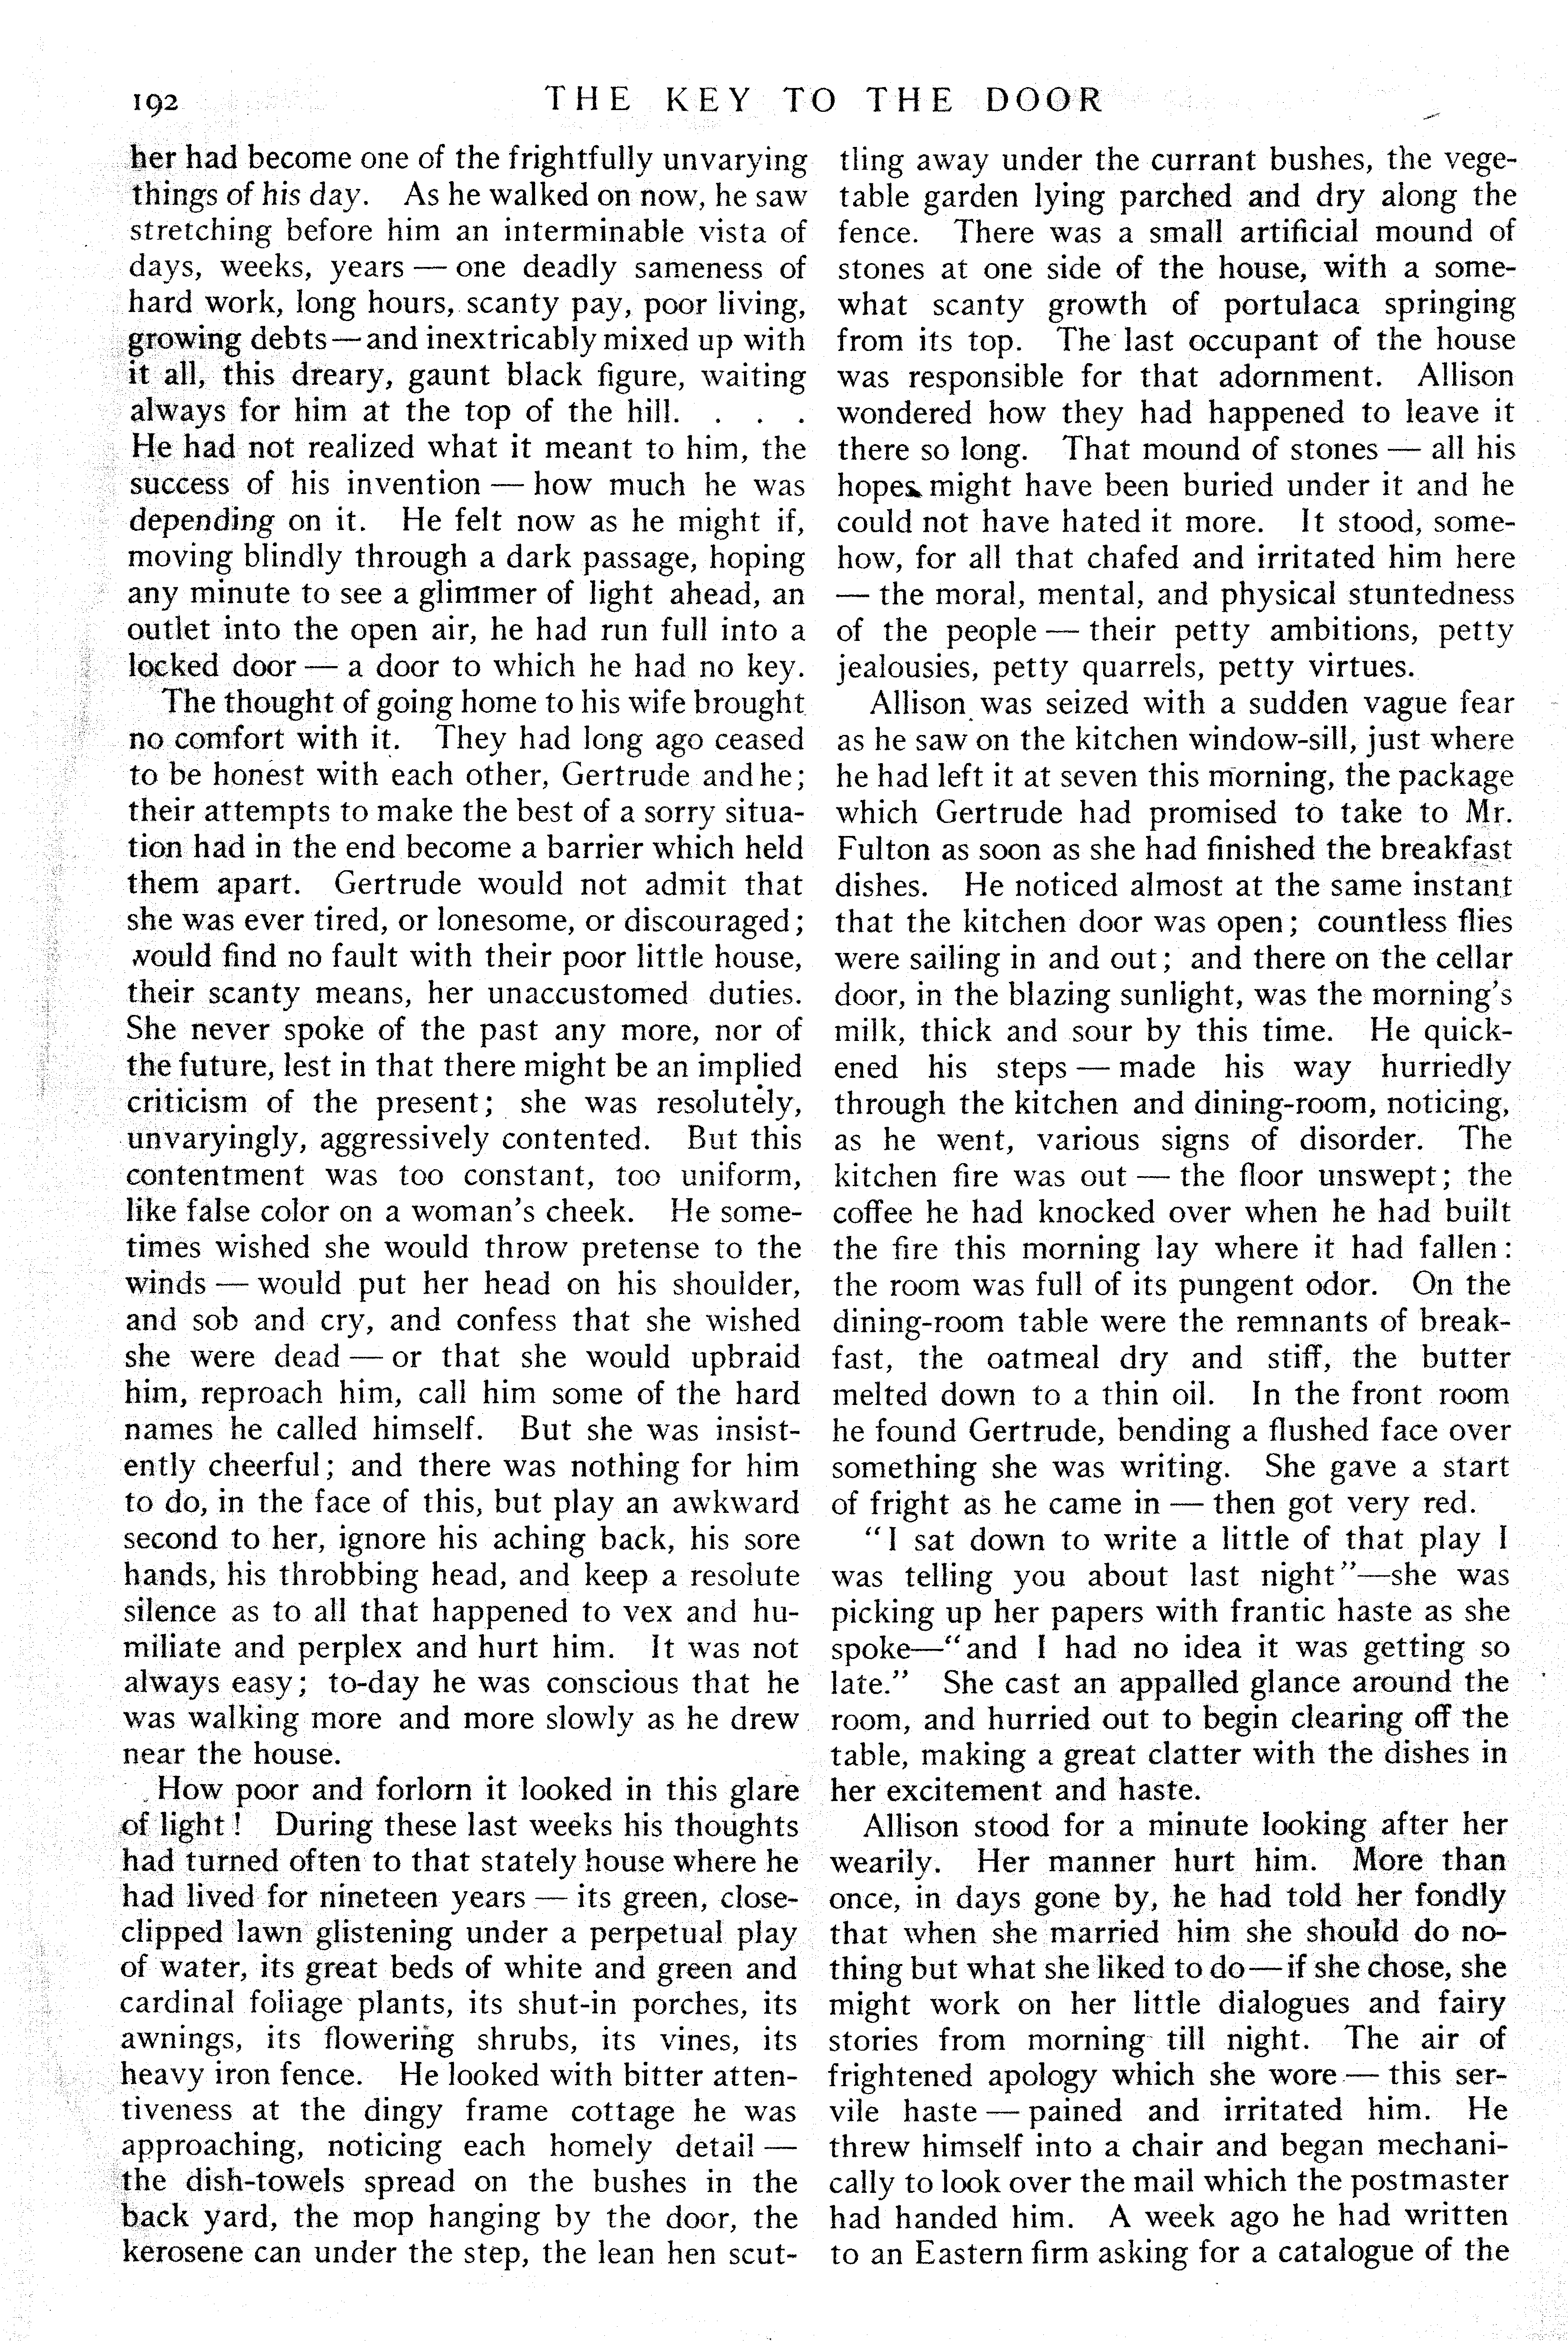 192
THE KEY TO THE DOOR
her had become one of the frightfully unvarying
things of his day. As he walked on now, he saw
stretching before him an interminable vista of
days, weeks, years — one deadly sameness of
hard work, long hours, scanty pay, poor living,
growing debts — and inextricably mixed up with
it all, this dreary, gaunt black figure, waiting
always for him at the top of the hill. . . .
He had not realized what it meant to him, the
success of his invention — how much he was
depending on it. He felt now as he might if,
moving blindly through a dark passage, hoping
any minute to see a glimmer of light ahead, an
outlet into the open air, he had run full into a
locked door — a door to which he had no key.
The thought of going home to his wife brought
no comfort with it. They had long ago ceased
to be honest with each other, Gertrude and he;
their attempts to make the best of a sorry situa-
tion had in the end become a barrier which held
them apart. Gertrude would not admit that
she was ever tired, or lonesome, or discouraged;
would find no fault with their poor little house,
their scanty means, her unaccustomed duties.
She never spoke of the past any more, nor of
the future, lest in that there might be an implied
criticism of the present; she was resolutely,
unvaryingly, aggressively contented. But this
contentment was too constant, too uniform,
like false color on a woman's cheek. He some-
times wished she would throw pretense to the
winds — would put her head on his shoulder,
and sob and cry, and confess that she wished
she were dead — or that she would upbraid
him, reproach him, call him some of the hard
names he called himself. But she was insist-
ently cheerful; and there was nothing for him
to do, in the face of this, but play an awkward
second to her, ignore his aching back, his sore
hands, his throbbing head, and keep a resolute
silence as to all that happened to vex and hu-
miliate and perplex and hurt him. It was not
always easy; to-day he was conscious that he
was walking more and more slowly as he drew
near the house.
How poor and forlorn it looked in this glare
of light! During these last weeks his thoughts
had turned often to that stately house where he
had lived for nineteen years — its green, close-
clipped lawn glistening under a perpetual play
of water, its great beds of white and green and
cardinal foliage plants, its shut-in porches, its
awnings, its flowering shrubs, its vines, its
heavy iron fence. He looked with bitter atten-
tiveness at the dingy frame cottage he was
approaching, noticing each homely detail —
the dish-towels spread on the bushes in the
back yard, the mop hanging by the door, the
kerosene can under the step, the lean hen scut-
tling away under the currant bushes, the vege-
table garden lying parched and dry along the
fence. There was a small artificial mound of
stones at one side of the house, with a some-
what scanty growth of portulaca springing
from its top. The last occupant of the house
was responsible for that adornment. Allison
wondered how they had happened to leave it
there so long. That mound of stones — all his
hopes might have been buried under it and he
could not have hated it more. It stood, some-
how, for all that chafed and irritated him here
— the moral, mental, and physical stuntedness
of the people — their petty ambitions, petty
jealousies, petty quarrels, petty virtues.
Allison was seized with a sudden vague fear
as he saw on the kitchen window-sill, just where
he had left it at seven this morning, the package
which Gertrude had promised to take to Mr.
Fulton as soon as she had finished the breakfast
dishes. He noticed almost at the same instant
that the kitchen door was open; countless flies
were sailing in and out; and there on the cellar
door, in the blazing sunlight, was the morning's
milk, thick and sour by this time. He quick-
ened his steps — made his way hurriedly
through the kitchen and dining-room, noticing,
as he went, various signs of disorder. The
kitchen fire was out — the floor unswept; the
coffee he had knocked over when he had built
the fire this morning lay where it had fallen:
the room was full of its pungent odor. On the
dining-room table were the remnants of break-
fast, the oatmeal dry and stiff, the butter
melted down to a thin oil. In the front room
he found Gertrude, bending a flushed face over
something she was writing. She gave a start
of fright as he came in — then got very red.
"I sat down to write a little of that play I
was telling you about last night"—she was
picking up her papers with frantic haste as she
spoke—"and I had no idea it was getting so
late." She cast an appalled glance around the
room, and hurried out to begin clearing off the
table, making a great clatter with the dishes in
her excitement and haste.
Allison stood for a minute looking after her
wearily. Her manner hurt him. More than
once, in days gone by, he had told her fondly
that when she married him she should do no-
thing but what she liked to do—if she chose, she
might work on her little dialogues and fairy
stories from morning till night. The air of
frightened apology which she wore — this ser-
vile haste — pained and irritated him. He
threw himself into a chair and began mechani-
cally to look over the mail which the postmaster
had handed him. A week ago he had written
to an Eastern firm asking for a catalogue of the